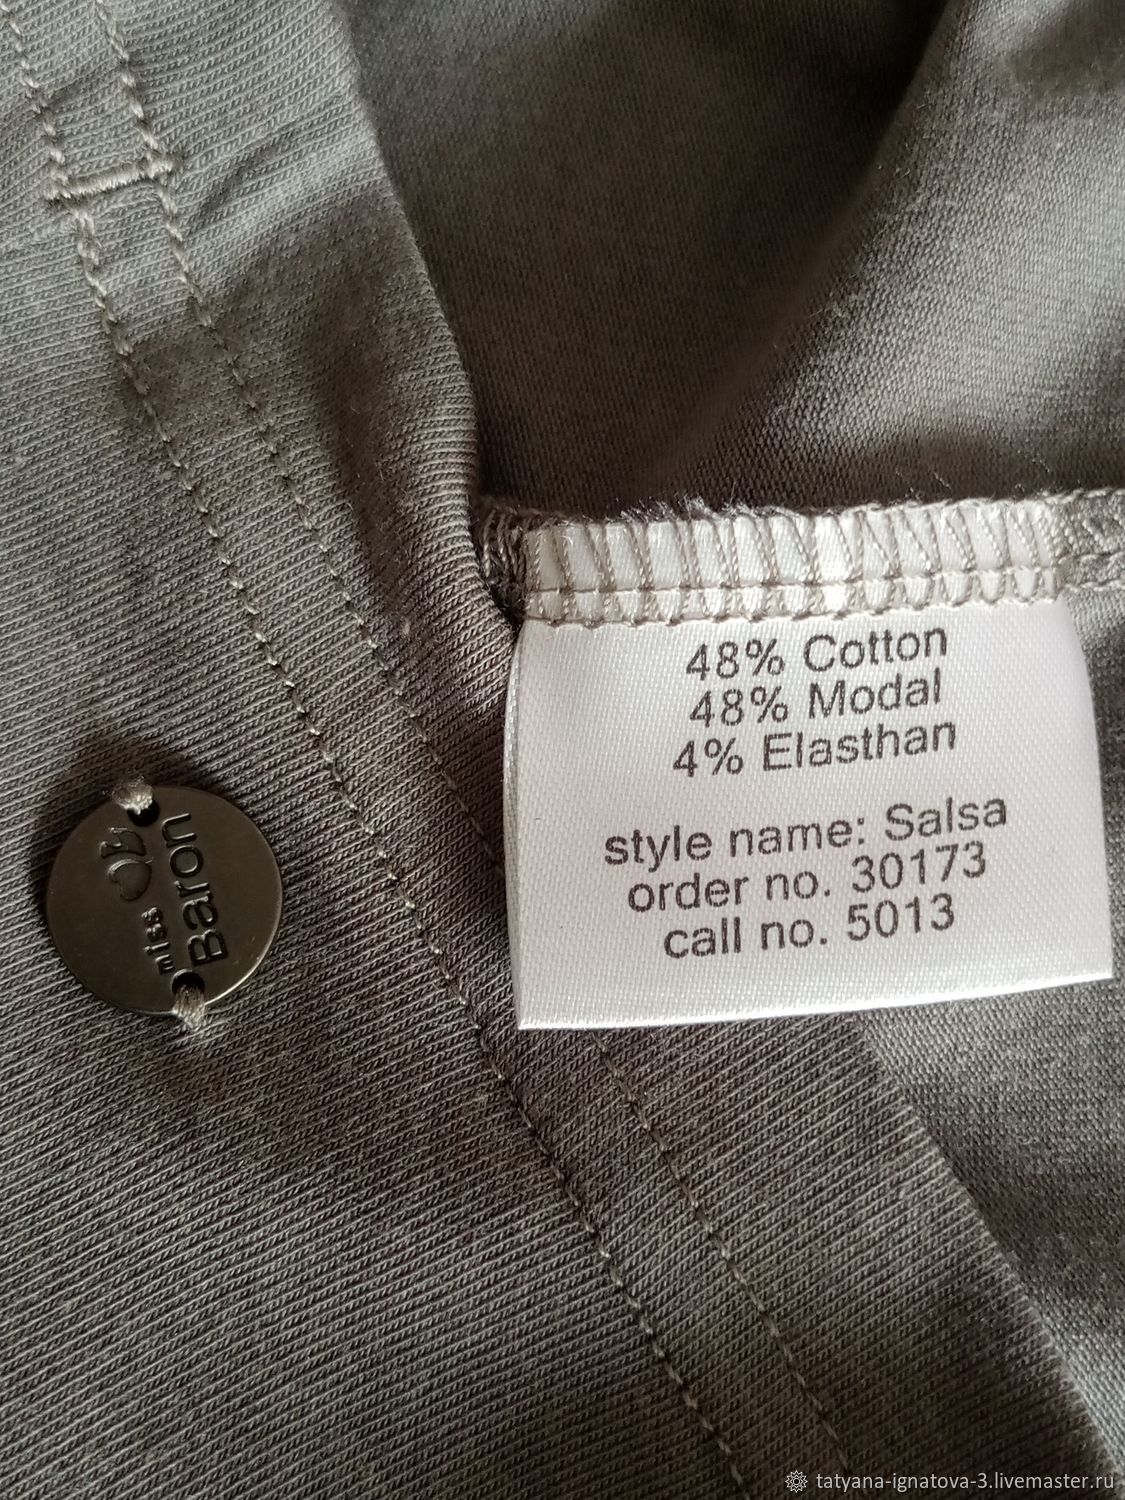 48% Cotton
48% Modal
4% Elasthan
style name: Salsa
order no. 30173
call no. 5013
miss
Baron
tatyana-ignatova-3.livemaster.ru